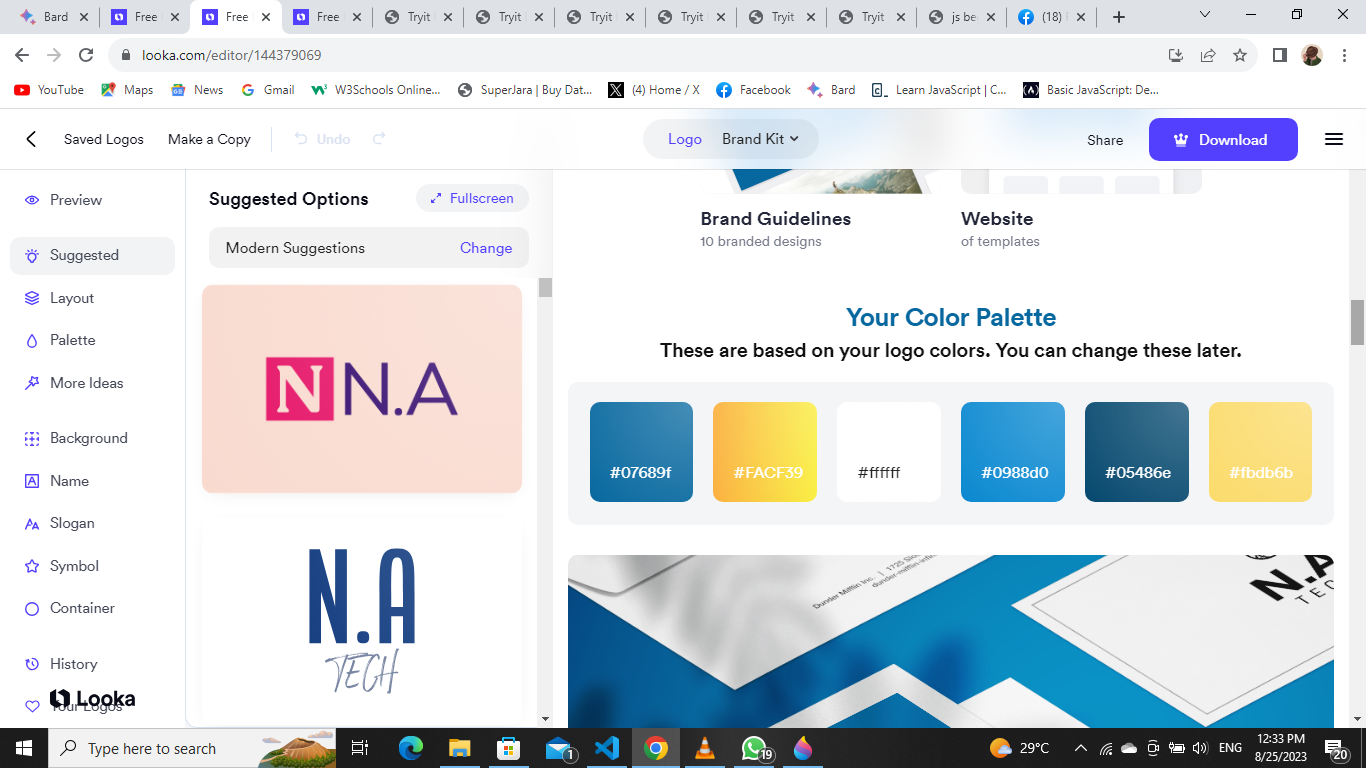 Bard
Free
Free
Free
Tryit
Tryit
Tryit
Tryit
Tryit
Tryit
js be
(18)
looka.com/editor/144379069
YouTube
Maps
News
Gmail
W3Schools Online...
SuperJara | Buy Dat...
(4) Home / X
Facebook
Bard
Learn JavaScript | C...
Basic JavaScript: De...
Saved Logos
Make a Copy
Undo
Logo
Brand Kit
Share
Download
Preview
Suggested
Layout
Palette
More Ideas
Background
Name
Slogan
Symbol
Container
History
Your Logos
Looka
Suggested Options
Fullscreen
Modern Suggestions
Change
N N.A
N.A
TECH
Brand Guidelines
10 branded designs
Website
of templates
Your Color Palette
These are based on your logo colors. You can change these later.
#07689f
#FACF39
#ffffff
#0988d0
#05486e
#fbdb6b
Dunder Mifflin Inc. | 1725 Slo
dunder-mifflin-infi
N.A
TEC
Type here to search
1
19
29°C
ENG
12:33 PM
8/25/2023
20